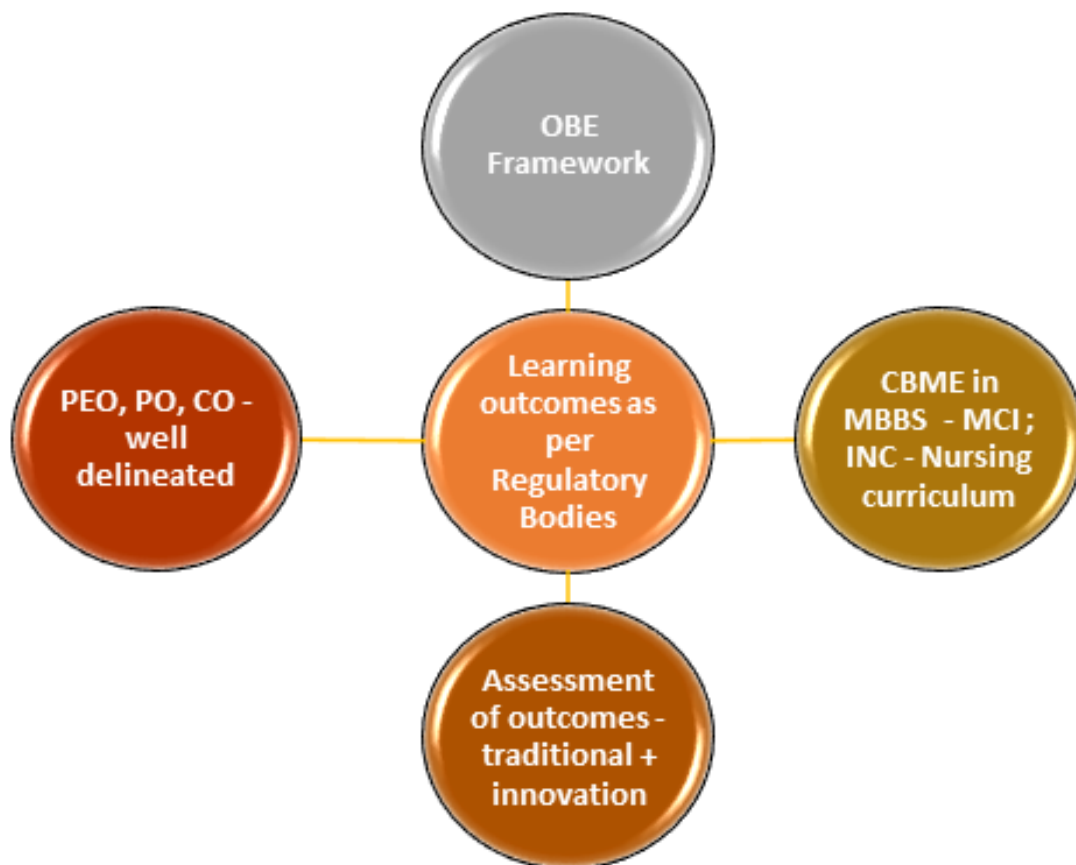 OBE
Framework
PEO, PO, CO -
well
delineated
Learning
outcomes as
per
Regulatory
Bodies
CBME in
MBBS - MCI ;
INC - Nursing
curriculum
Assessment
of outcomes -
traditional +
innovation